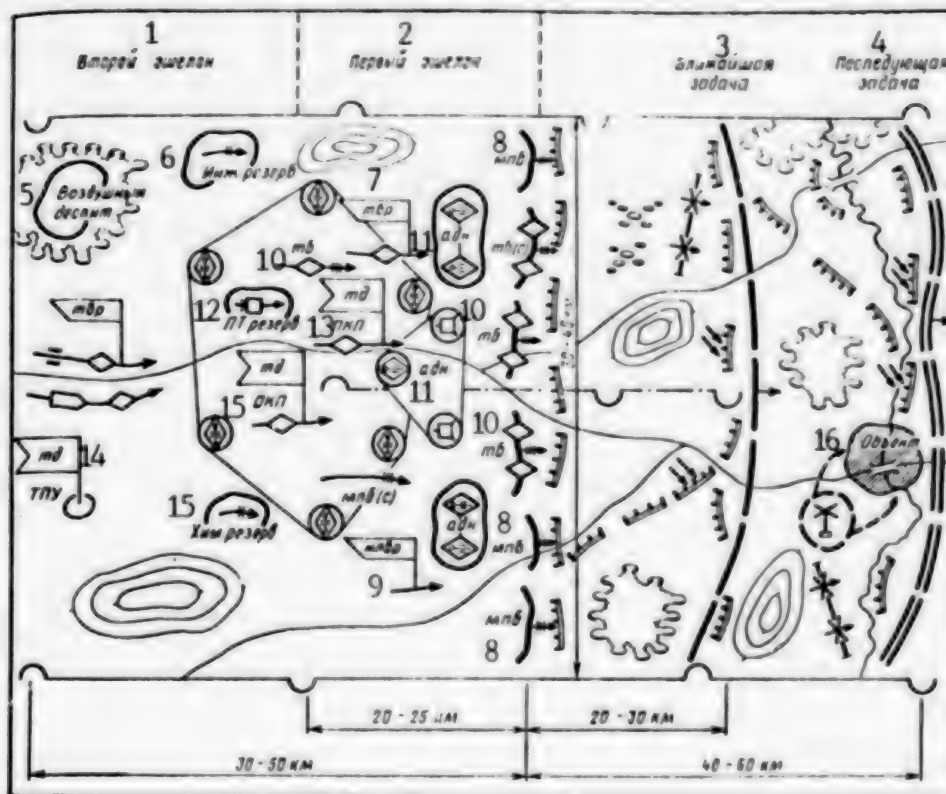 1
2
3
4
Второй эшелон
Первый эшелон
Ближайшая
задача
Последующая
задача
5
Воздушный
десант
6
Инж резерв
7
тбр
8
мпб
10
тб
11
адн
тб(с)
12
ПТ резерв
13
тд
ПКП
10
тб
тбр
тд
адн
11
15
ОКП
10
тб
16
Объект
тд
14
ТПУ
мпб(с)
15
Хим резерв
адн
8
мпб
мпбр
9
мпб
8
20 - 25 км
20 - 30 км
30 - 50 км
40 - 60 км